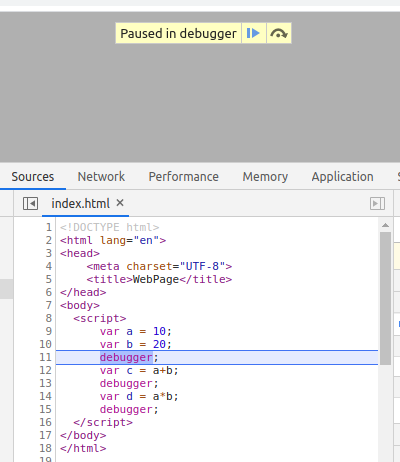 Paused in debugger
Sources Network Performance Memory Application
index.html ×
1 <!DOCTYPE html>
2 <html lang="en">
3 <head>
4 <meta charset="UTF-8">
5 <title>WebPage</title>
6 </head>
7 <body>
8 <script>
9 var a = 10;
10 var b = 20;
11 debugger;
12 var c = a+b;
13 debugger;
14 var d = a*b;
15 debugger;
16 </script>
17 </body>
18 </html>
19